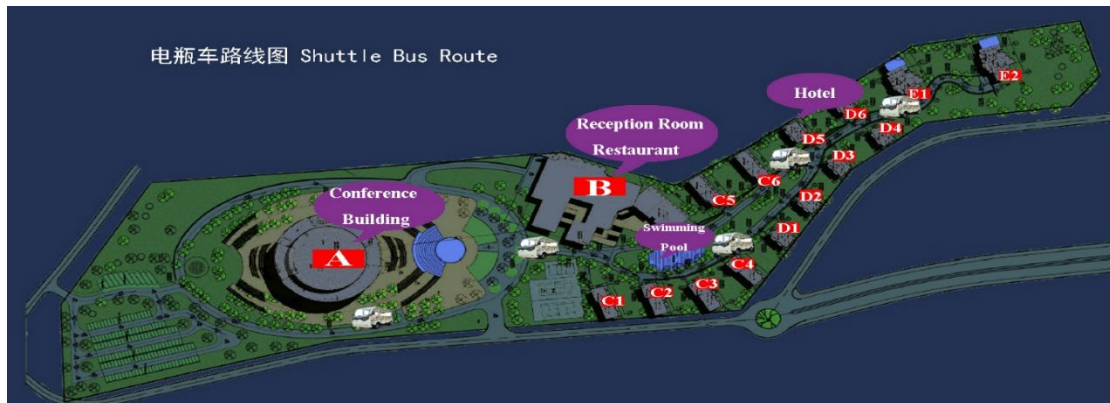 电瓶车路线图 Shuttle Bus Route
Hotel
Reception Room
Restaurant
Conference
Building
Swimming
Pool
A
B
C1
C2
C3
C4
C5
C6
D1
D2
D3
D4
D5
D6
E1
E2